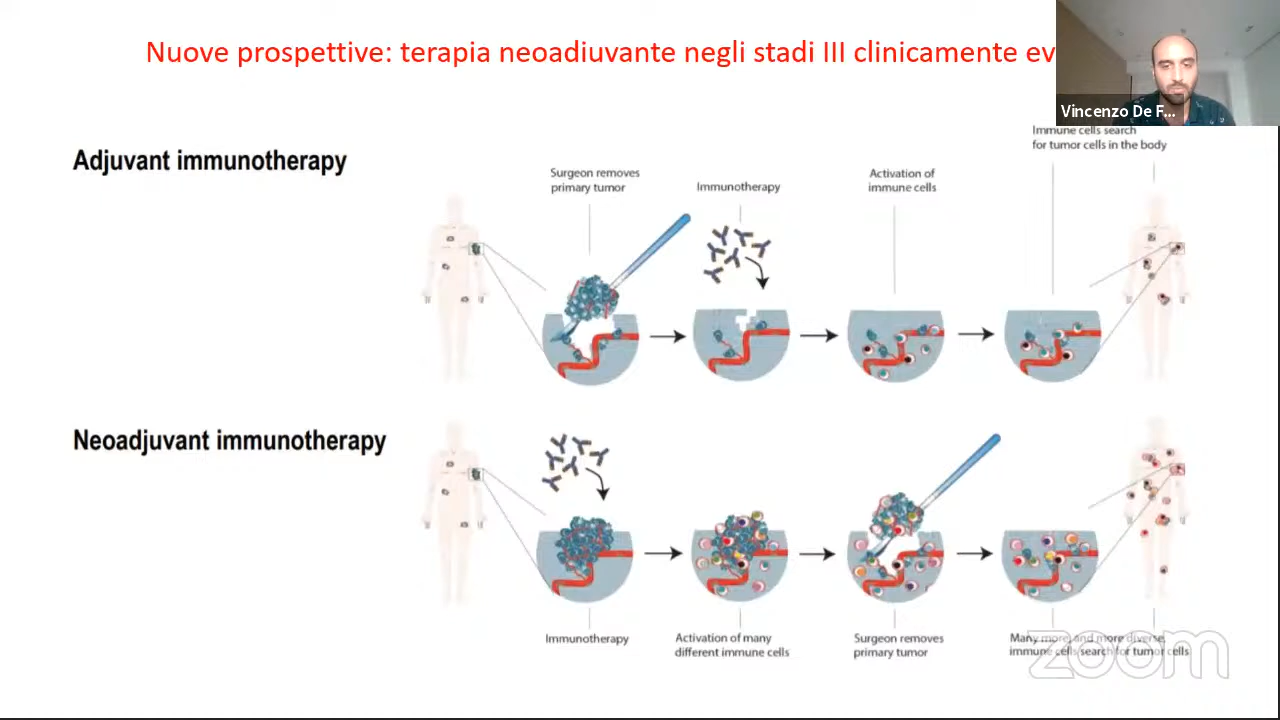 Nuove prospettive: terapia neoadiuvante negli stadi III clinicamente ev
Vincenzo De F...
Adjuvant immunotherapy
Surgeon removes
primary tumor
Immunotherapy
Activation of
immune cells
Immune cells search
for tumor cells in the body
Neoadjuvant immunotherapy
Immunotherapy
Activation of many
different immune cells
Surgeon removes
primary tumor
Many more, and more diverse,
immune cells search for tumor cells
zoom